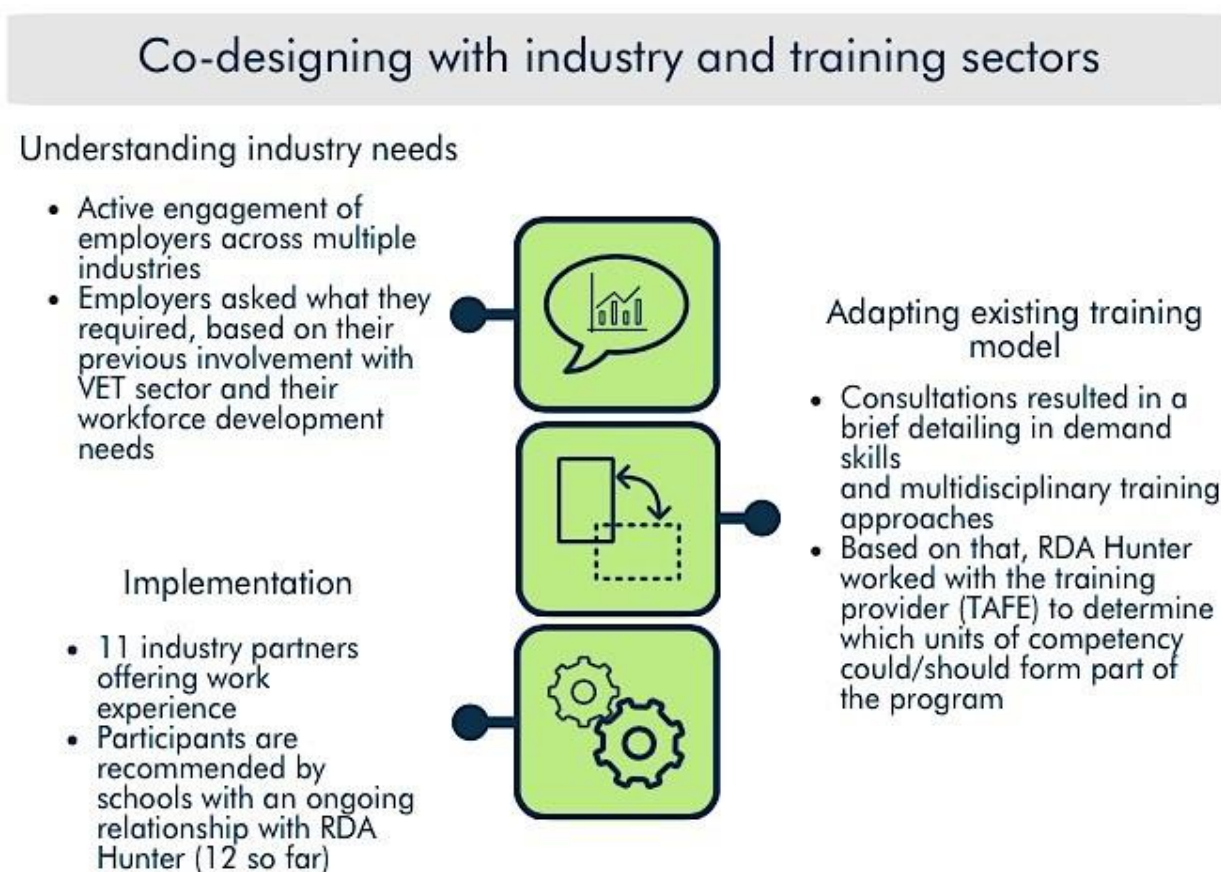 Co-designing with industry and training sectors
Understanding industry needs
• Active engagement of
employers across multiple
industries
• Employers asked what they
required, based on their
previous involvement with
VET sector and their
workforce development
needs
Adapting existing training
model
• Consultations resulted in a
brief detailing in demand
skills
and multidisciplinary training
approaches
• Based on that, RDA Hunter
worked with the training
provider (TAFE) to determine
which units of competency
could/should form part of
the program
Implementation
• 11 industry partners
offering work
experience
• Participants are
recommended by
schools with an ongoing
relationship with RDA
Hunter (12 so far)